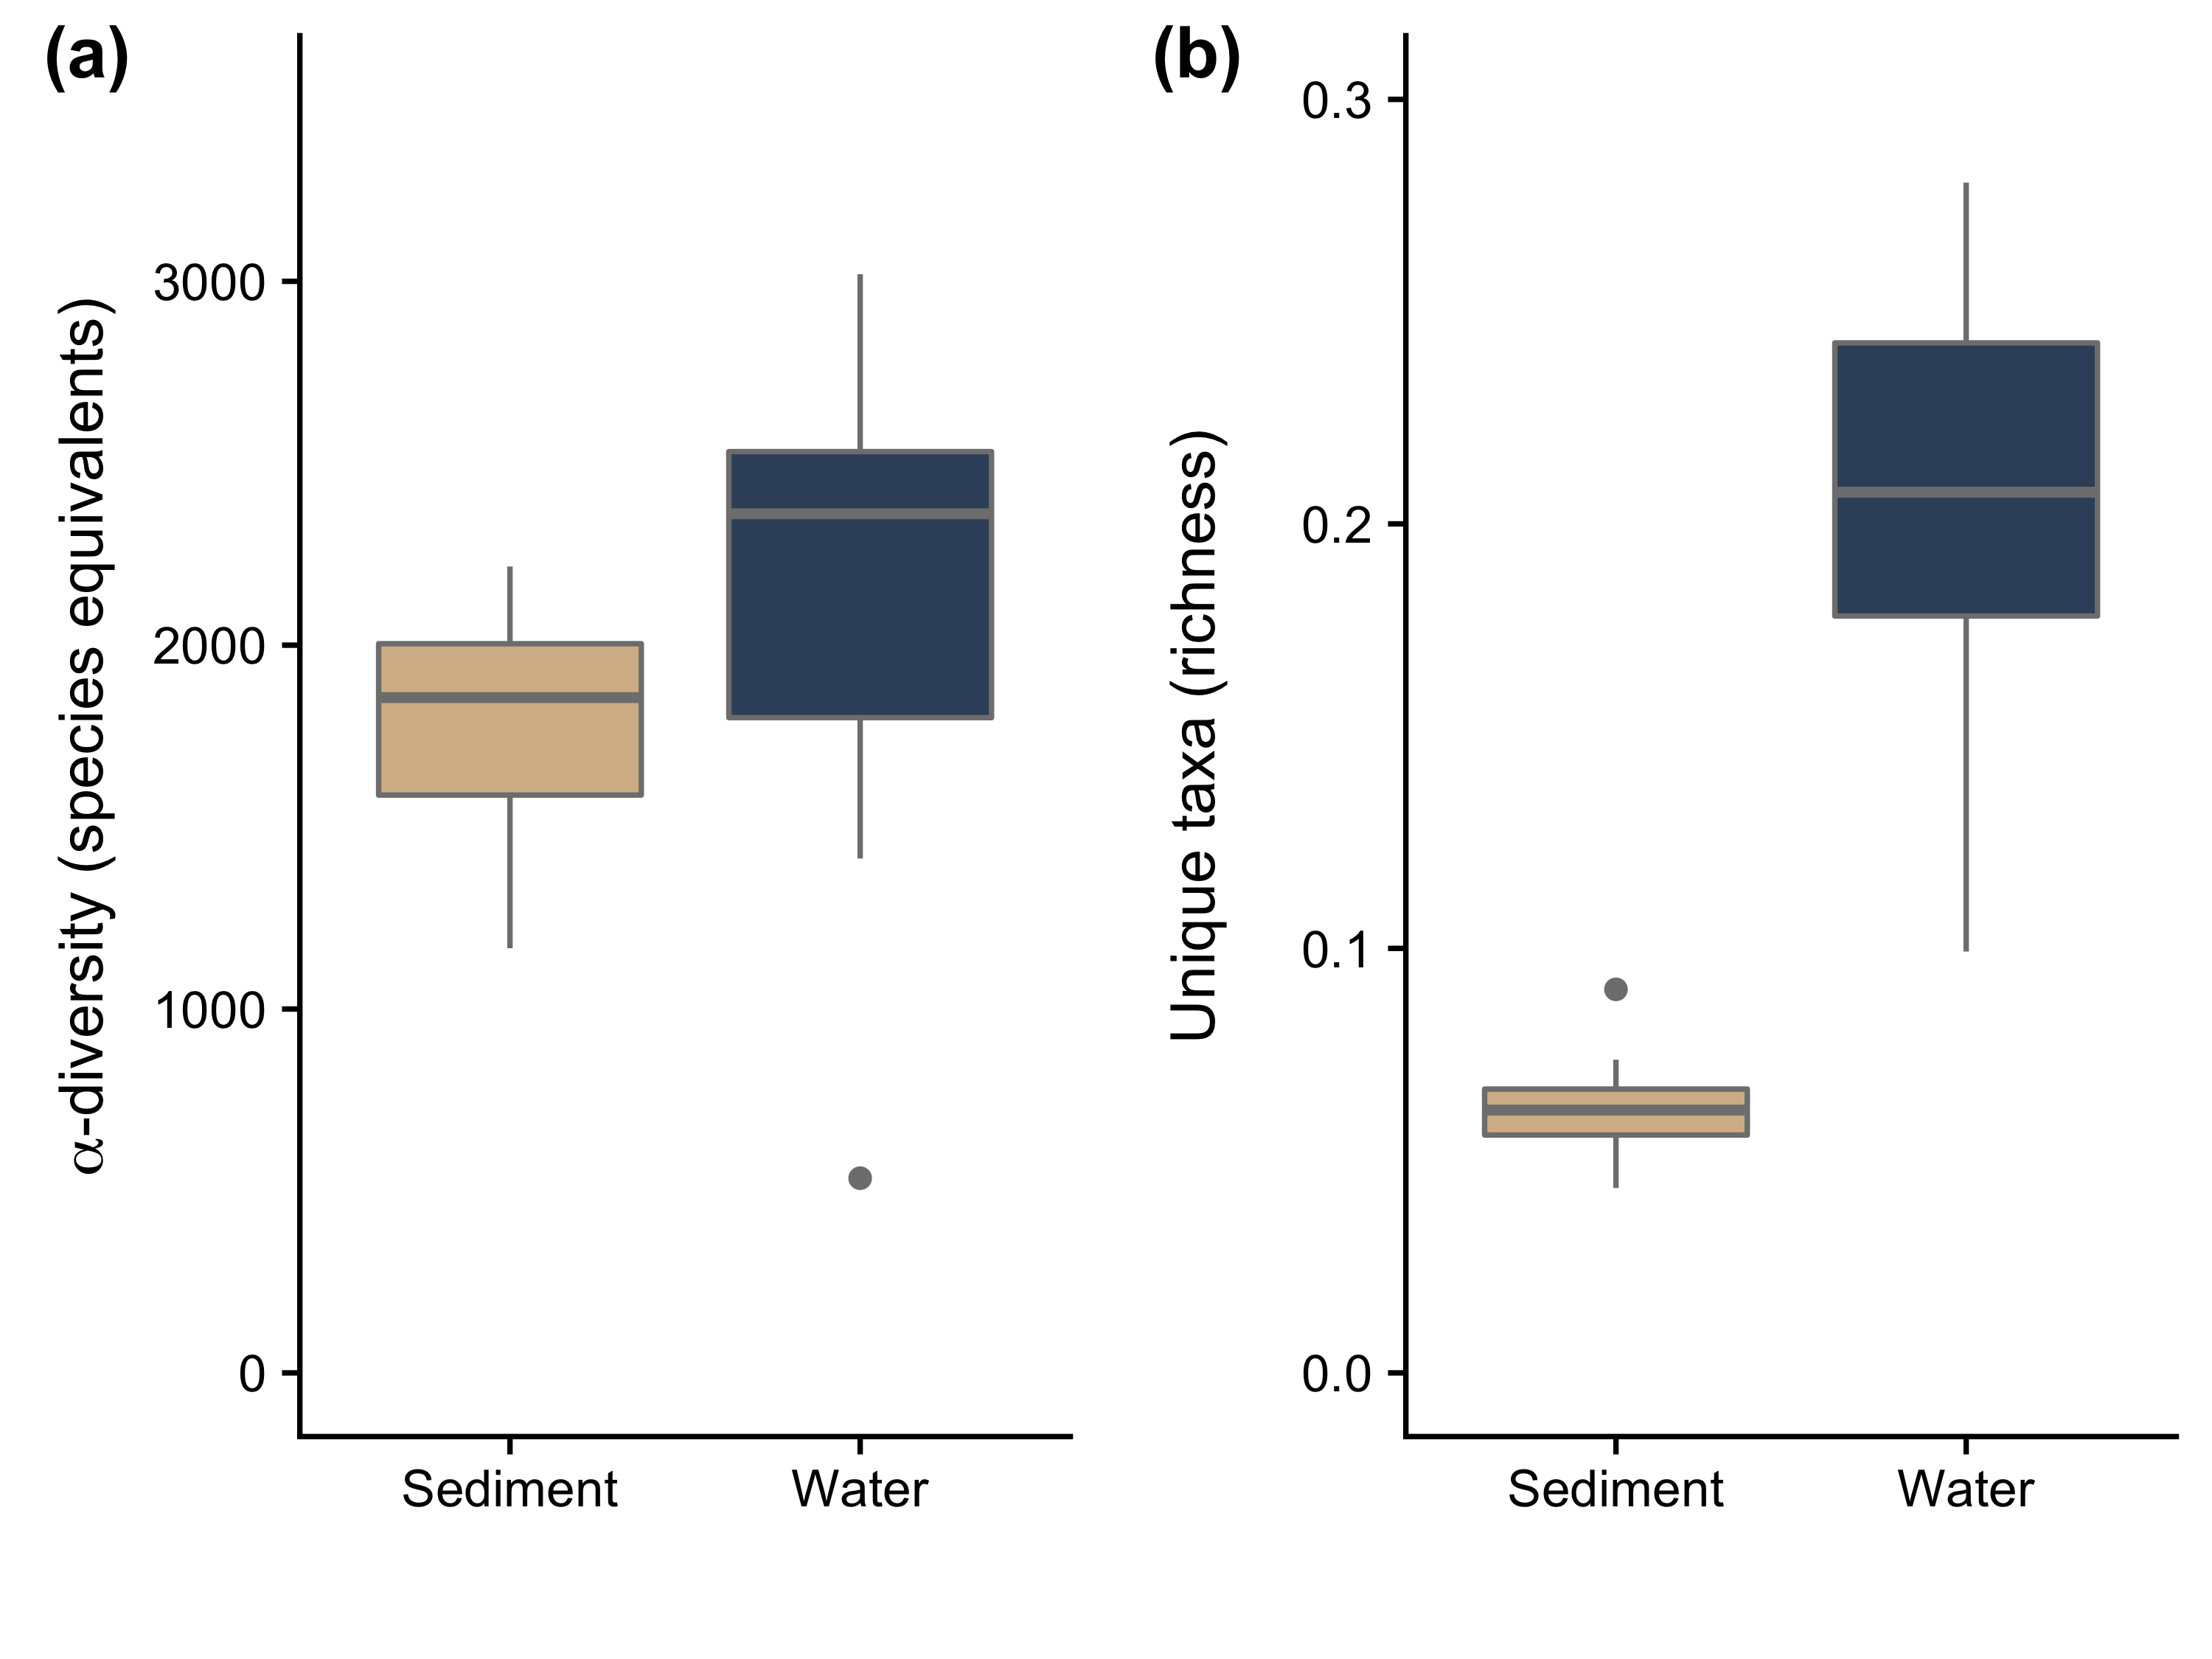 (a)
α-diversity (species equivalents)
3000
2000
1000
0
Sediment
Water
(b)
Unique taxa (richness)
0.3
0.2
0.1
0.0
Sediment
Water